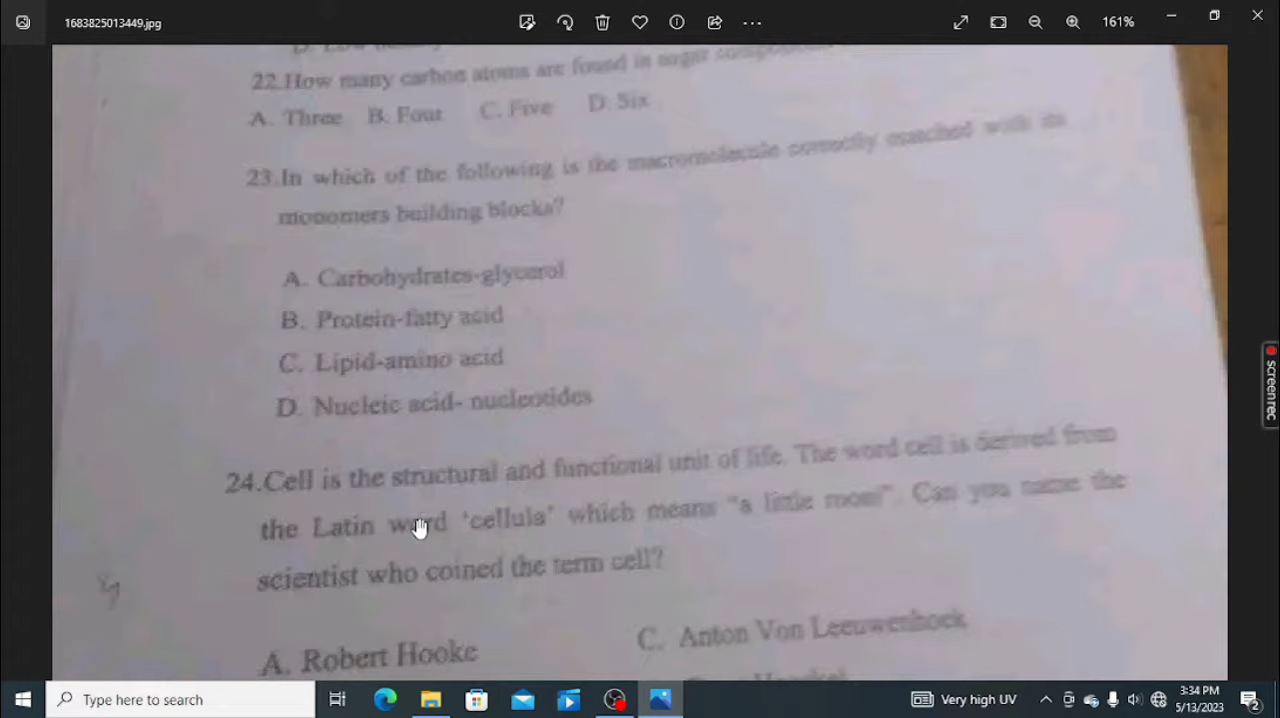 1683825013449.jpg
161%
22.How many carbon atoms are found in sugar
A. Three B. Four C. Five D. Six
23.In which of the following is the macromolecule correctly matched with its
monomers building blocks?
A. Carbohydrates-glycerol
B. Protein-fatty acid
C. Lipid-amino acid
D. Nucleic acid- nucleotides
24.Cell is the structural and functional unit of life. The word cell is derived from
the Latin word ‘cellula’ which means “a little room”. Can you name the
scientist who coined the term cell?
A. Robert Hooke
C. Anton Von Leeuwenhoek
screenrec
Type here to search
Very high UV
3:34 PM
5/13/2023
2